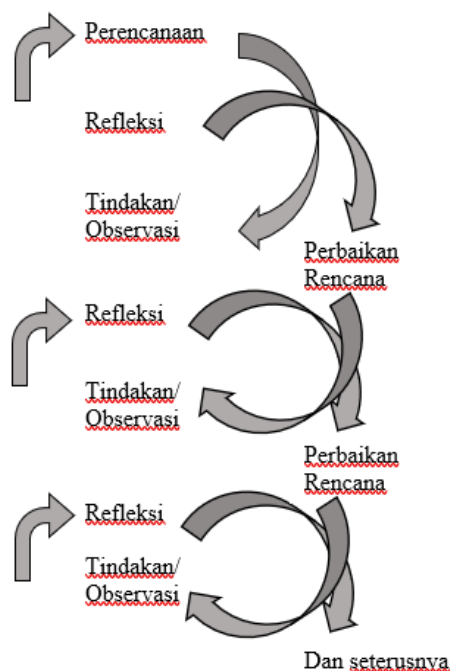 Perencanaan
Refleksi
Tindakan/
Observasi
Perbaikan
Rencana
Refleksi
Tindakan/
Observasi
Perbaikan
Rencana
Refleksi
Tindakan/
Observasi
Dan seterusnya